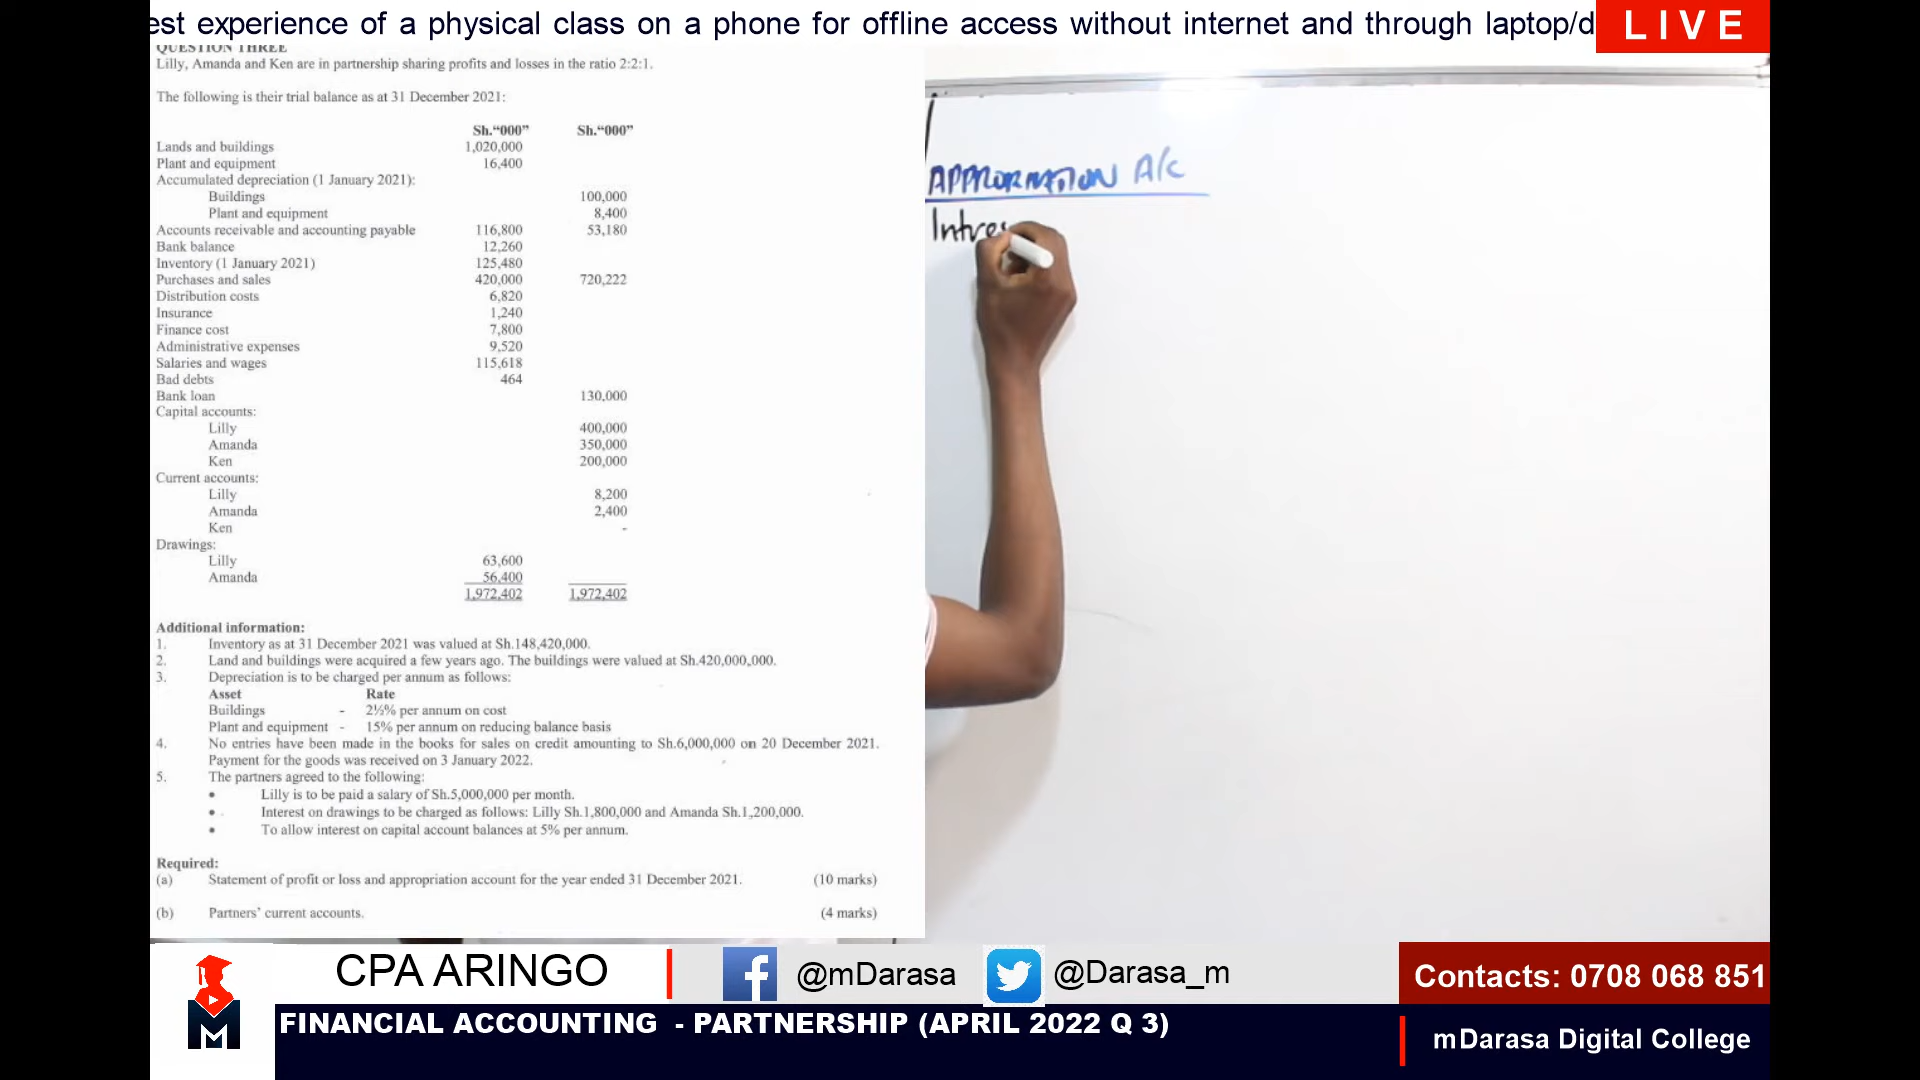 est experience of a physical class on a phone for offline access without internet and through laptop/d
LIVE
QUESTION THREE
Lilly, Amanda and Ken are in partnership sharing profits and losses in the ratio 2:2:1.
The following is their trial balance as at 31 December 2021:
Sh.“000” Sh.“000”
Lands and buildings 1,020,000
Plant and equipment 16,400
Accumulated depreciation (1 January 2021):
Buildings 100,000
Plant and equipment 8,400
Accounts receivable and accounting payable 116,800 53,180
Bank balance 12,260
Inventory (1 January 2021) 125,480
Purchases and sales 420,000 720,222
Distribution costs 6,820
Insurance 1,240
Finance cost 7,800
Administrative expenses 9,520
Salaries and wages 115,618
Bad debts 464
Bank loan 130,000
Capital accounts:
Lilly 400,000
Amanda 350,000
Ken 200,000
Current accounts:
Lilly 8,200
Amanda 2,400
Ken -
Drawings:
Lilly 63,600
Amanda 56,400
1,972,402 1,972,402
Additional information:
1. Inventory as at 31 December 2021 was valued at Sh.148,420,000.
2. Land and buildings were acquired a few years ago. The buildings were valued at Sh.420,000,000.
3. Depreciation is to be charged per annum as follows:
Asset Rate
Buildings - 2½% per annum on cost
Plant and equipment - 15% per annum on reducing balance basis
4. No entries have been made in the books for sales on credit amounting to Sh.6,000,000 on 20 December 2021.
Payment for the goods was received on 3 January 2022.
5. The partners agreed to the following:
• Lilly is to be paid a salary of Sh.5,000,000 per month.
• Interest on drawings to be charged as follows: Lilly Sh.1,800,000 and Amanda Sh.1,200,000.
• To allow interest on capital account balances at 5% per annum.
Required:
(a) Statement of profit or loss and appropriation account for the year ended 31 December 2021. (10 marks)
(b) Partners’ current accounts. (4 marks)
A/c
Intres
CPA ARINGO
@mDarasa
@Darasa_m
Contacts: 0708 068 851
M
FINANCIAL ACCOUNTING - PARTNERSHIP (APRIL 2022 Q 3)
mDarasa Digital College